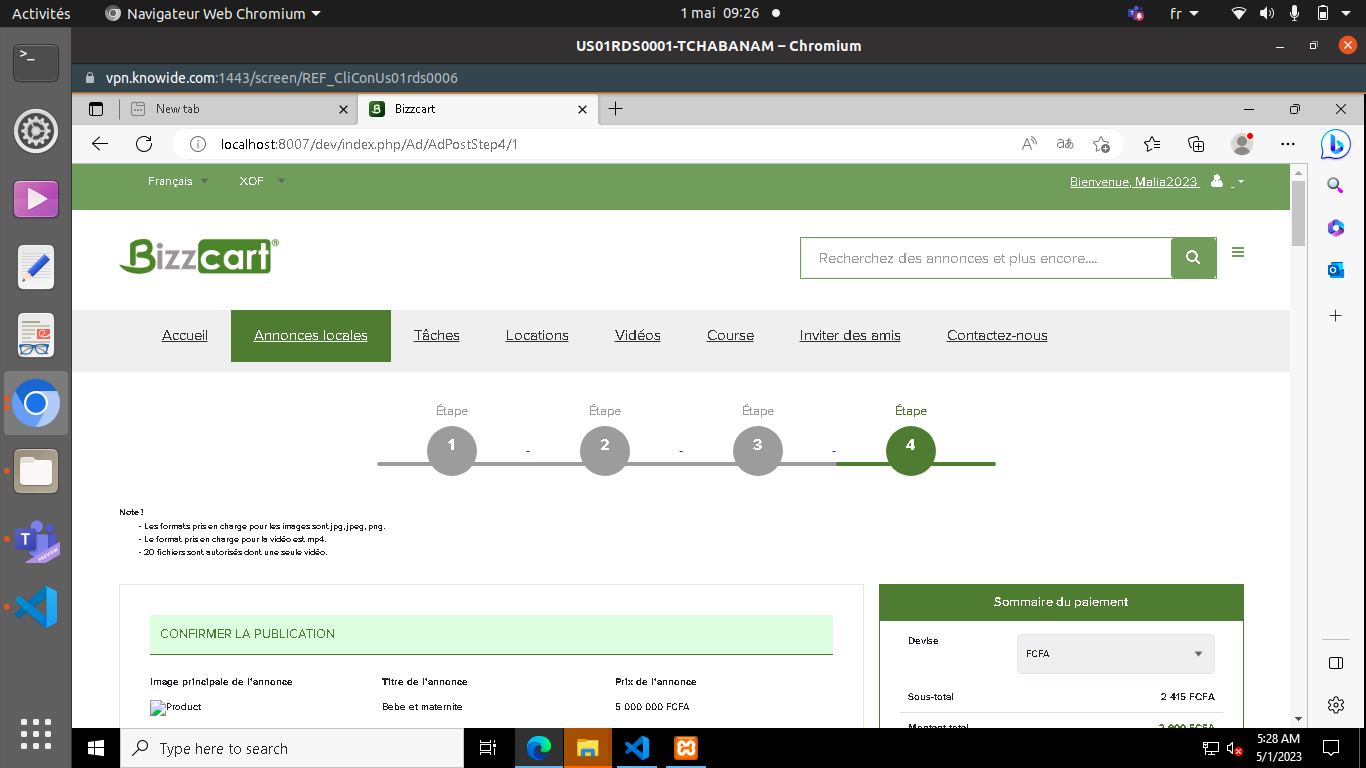 Activités
Navigateur Web Chromium
1 mai 09:26
fr
US01RDS0001-TCHABANAM – Chromium
vpn.knowide.com:1443/screen/REF_CliConUs01rds0006
New tab
Bizzcart
localhost:8007/dev/index.php/Ad/AdPostStep4/1
Français
XOF
Bienvenue, Malia2023
Bizzcart®
Recherchez des annonces et plus encore....
Accueil
Annonces locales
Tâches
Locations
Vidéos
Course
Inviter des amis
Contactez-nous
Étape
Étape
Étape
Étape
1
-
2
-
3
-
4
Note !
- Les formats pris en charge pour les images sont jpg, jpeg, png.
- Le format pris en charge pour la vidéo est mp4.
- 20 fichiers sont autorisés dont une seule vidéo.
CONFIRMER LA PUBLICATION
Image principale de l'annonce
Titre de l'annonce
Prix de l'annonce
Product
Bebe et maternite
5 000 000 FCFA
Sommaire du paiement
Devise
FCFA
Sous-total
2 415 FCFA
Montant total
Type here to search
5:28 AM
5/1/2023